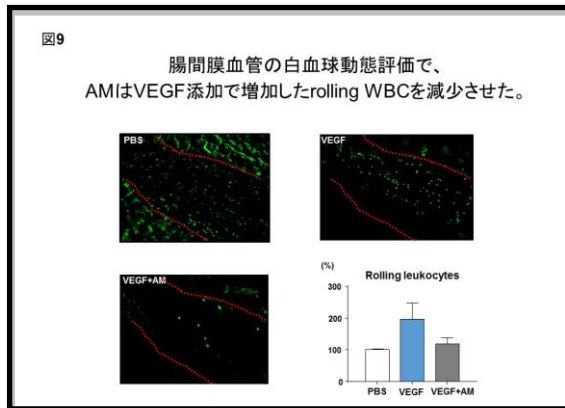 図9
腸間膜血管の白血球動態評価で、
AMはVEGF添加で増加したrolling WBCを減少させた。
PBS
VEGF
VEGF+AM
(%)
Rolling leukocytes
300
200
100
0
PBS VEGF VEGF+AM